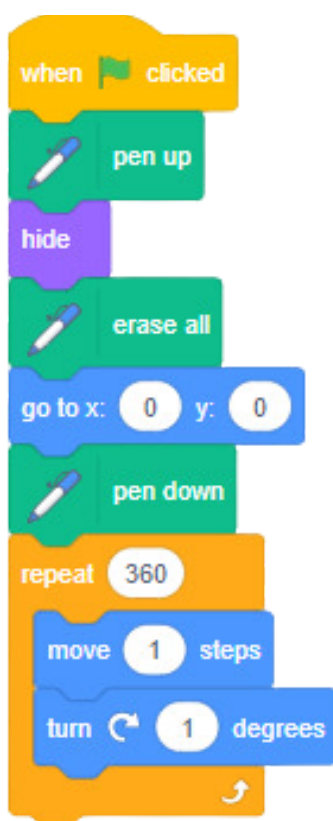 when clicked
pen up
hide
erase all
go to x: 0 y: 0
pen down
repeat 360
move 1 steps
turn 1 degrees